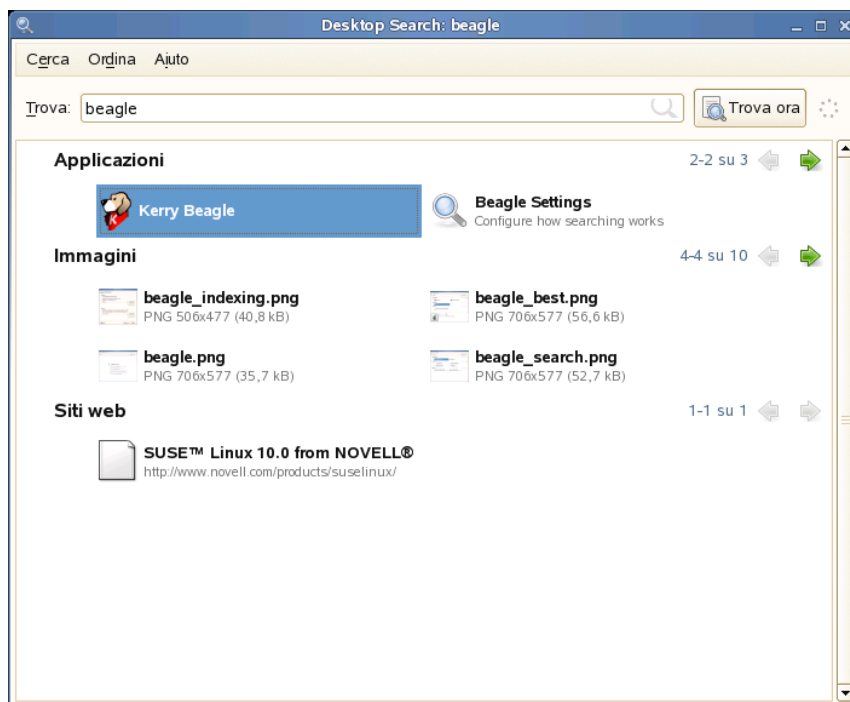 Desktop Search: beagle
Cerca Ordina Aiuto
Trova: beagle Trova ora
Applicazioni 2-2 su 3
Kerry Beagle Beagle Settings
Configure how searching works
Immagini 4-4 su 10
beagle_indexing.png beagle_best.png
PNG 506x477 (40,8 kB) PNG 706x577 (56,6 kB)
beagle.png beagle_search.png
PNG 706x577 (35,7 kB) PNG 706x577 (52,7 kB)
Siti web 1-1 su 1
SUSE™ Linux 10.0 from NOVELL®
http://www.novell.com/products/suselinux/